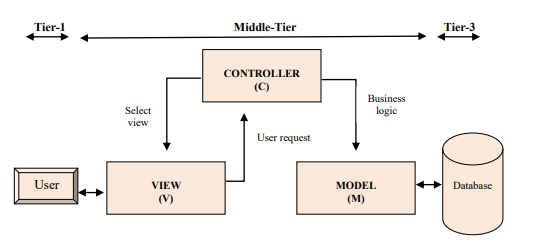 Tier-1
Middle-Tier
Tier-3
CONTROLLER
(C)
Select
view
Business
logic
User request
User
VIEW
(V)
MODEL
(M)
Database